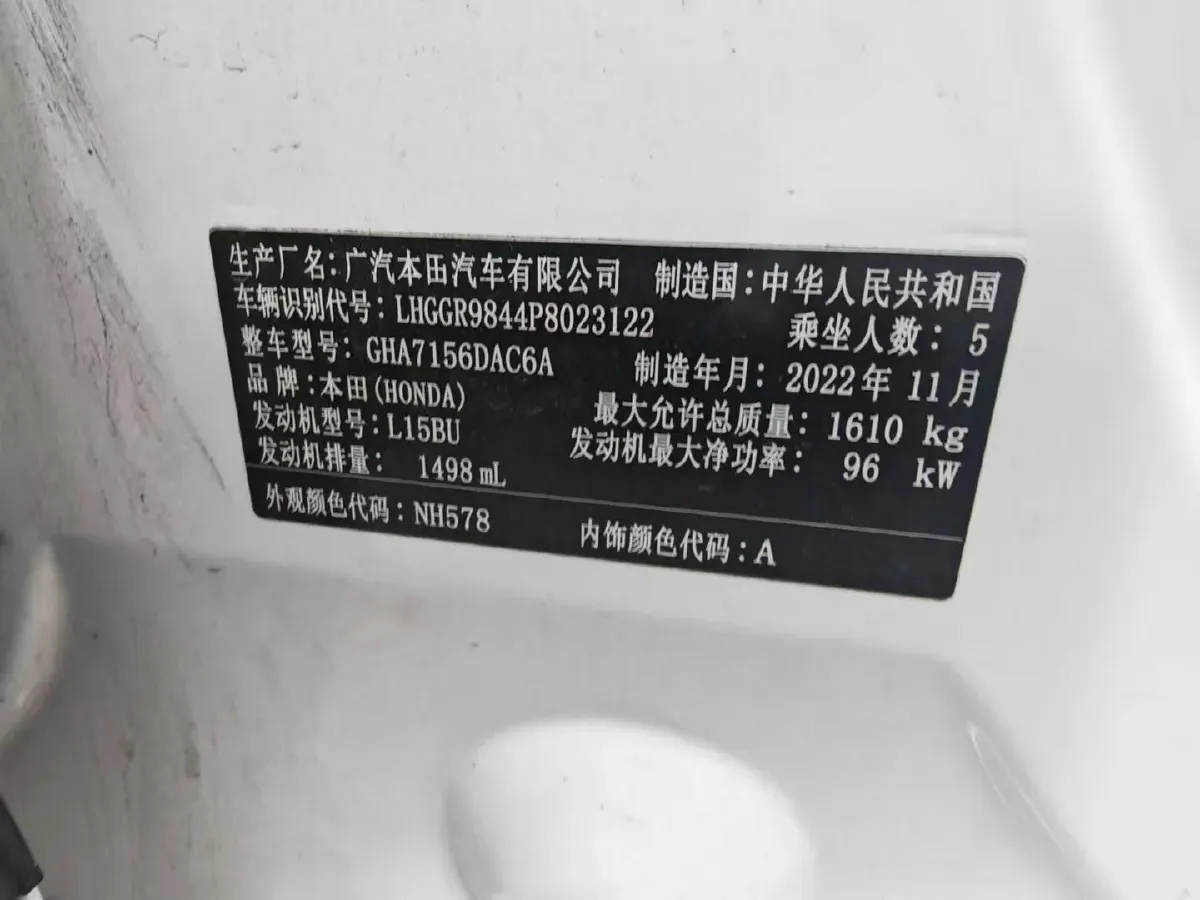 生产厂名:广汽本田汽车有限公司 制造国:中华人民共和国
车辆识别代号:LHGGR9844P8023122 乘坐人数: 5
整车型号: GHA7156DAC6A 制造年月: 2022年 11月
品牌:本田(HONDA) 最大允许总质量: 1610 kg
发动机型号:L15BU 发动机最大净功率: 96 kW
发动机排量: 1498 mL
外观颜色代码:NH578 内饰颜色代码:A